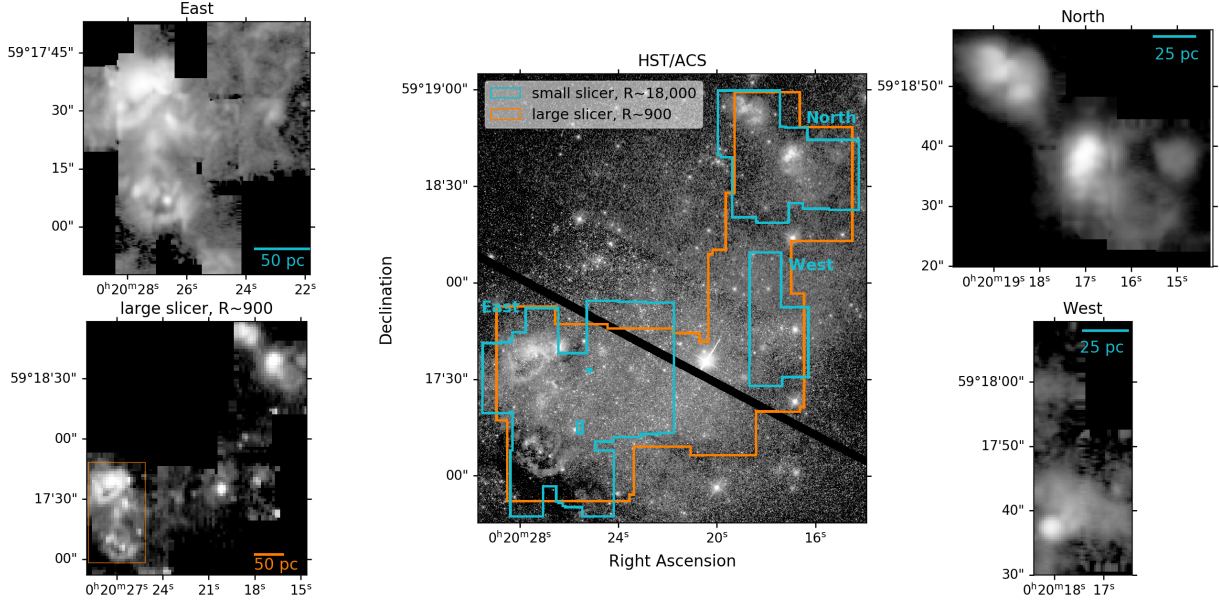 East
59°17'45"
30"
15"
00"
50 pc
0ʰ20ᵐ28ˢ
26ˢ
24ˢ
22ˢ
large slicer, R~900
59°18'30"
00"
17'30"
00"
50 pc
0ʰ20ᵐ27ˢ
24ˢ
21ˢ
18ˢ
15ˢ
HST/ACS
small slicer, R~18,000
large slicer, R~900
North
West
East
59°19'00"
18'30"
00"
17'30"
00"
Declination
0ʰ20ᵐ28ˢ
24ˢ
20ˢ
16ˢ
Right Ascension
North
25 pc
59°18'50"
40"
30"
20"
0ʰ20ᵐ19ˢ
18ˢ
17ˢ
16ˢ
15ˢ
West
25 pc
59°18'00"
17'50"
40"
30"
0ʰ20ᵐ18ˢ
17ˢ